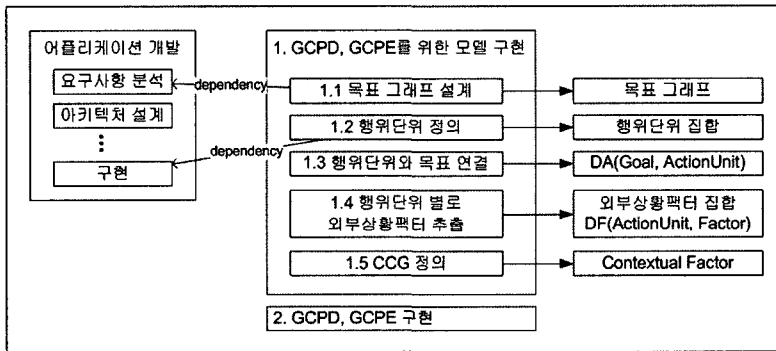 어플리케이션 개발
요구사항 분석
아키텍처 설계
구현
dependency
dependency
1. GCPD, GCPE를 위한 모델 구현
1.1 목표 그래프 설계
1.2 행위단위 정의
1.3 행위단위와 목표 연결
1.4 행위단위 별로
외부상황팩터 추출
1.5 CCG 정의
목표 그래프
행위단위 집합
DA(Goal, ActionUnit)
외부상황팩터 집합
DF(ActionUnit, Factor)
Contextual Factor
2. GCPD, GCPE 구현